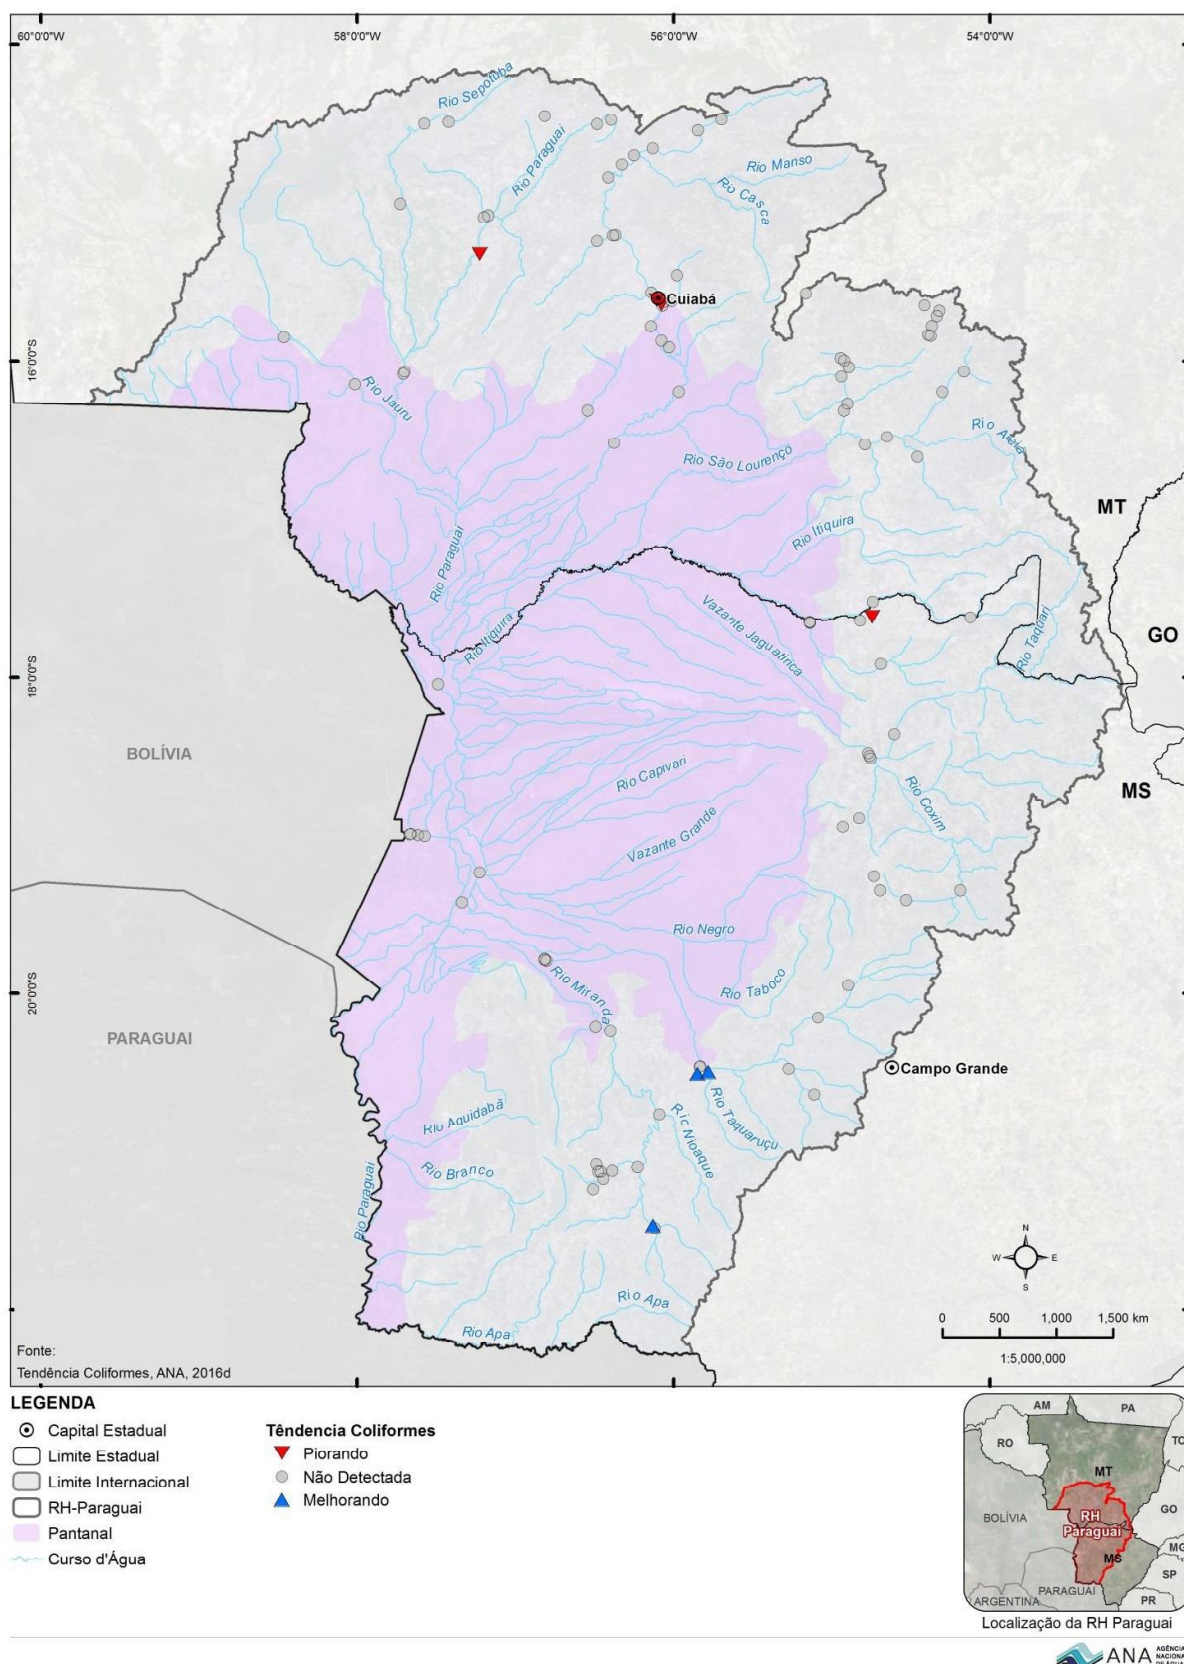 60°0'0"W
58°0'0"W
56°0'0"W
54°0'0"W
Rio Sepotuba
Rio Paraguai
Rio Manso
Rio Casca
Cuiabá
16°0'0"S
Rio Jauru
Rio São Lourenço
MT
Rio Itiquira
Rio Paraguai
Rio Itiquira
Vazante Jaguatirica
Rio Taquari
GO
18°0'0"S
BOLÍVIA
Rio Capivari
Rio Coxim
MS
Vazante Grande
Rio Negro
Rio Miranda
Rio Taboco
20°0'0"S
PARAGUAI
Campo Grande
Rio Aquidabã
Rio Nioaque
Rio Taquaruçu
Rio Branco
Rio Paraguai
N
W E
S
Rio Apa
Rio Apa
0 500 1,000 1,500 km
1:5,000,000
Fonte:
Tendência Coliformes, ANA, 2016d
LEGENDA
Capital Estadual
Limite Estadual
Limite Internacional
RH-Paraguai
Pantanal
Curso d'Água
Têndencia Coliformes
Piorando
Não Detectada
Melhorando
AM
PA
RO
TO
MT
GO
BOLÍVIA
RH
Paraguai
MS
MG
SP
PARAGUAI
ARGENTINA
PR
Localização da RH Paraguai
ANA
AGÊNCIA
NACIONAL